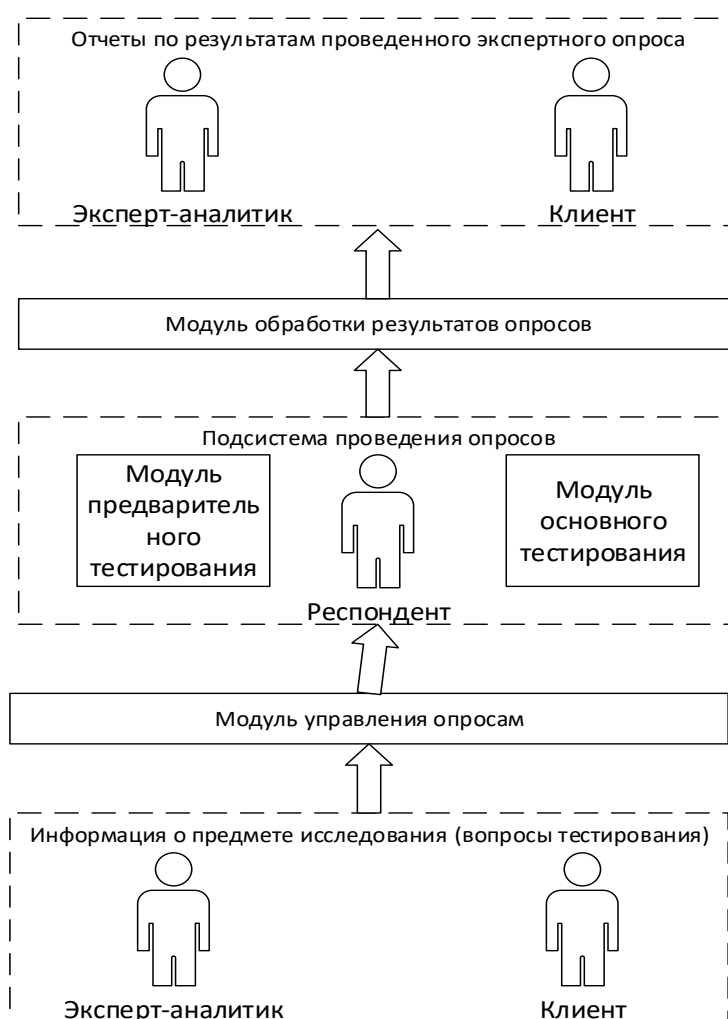 Отчеты по результатам проведенного экспертного опроса
Эксперт-аналитик
Клиент
Модуль обработки результатов опросов
Подсистема проведения опросов
Модуль
предваритель
ного
тестирования
Модуль
основного
тестирования
Респондент
Модуль управления опросам
Информация о предмете исследования (вопросы тестирования)
Эксперт-аналитик
Клиент